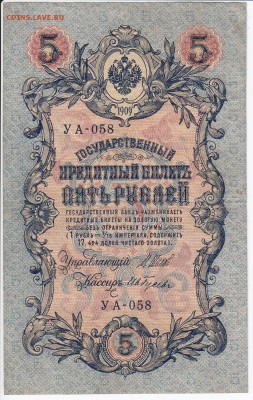 COINS.SU
5 5
1909
УА-058
ГОСУДАРСТВЕННЫЙ
КРЕДИТНЫЙ БИЛЕТЪ
ПЯТЬ РУБЛЕЙ
ГОСУДАРСТВЕННЫЙ БАНКЪ РАЗМѢНИВАЕТЪ
КРЕДИТНЫЕ БИЛЕТЫ НА ЗОЛОТУЮ МОНЕТУ
БЕЗЪ ОГРАНИЧЕНІЯ СУММЫ
(1 РУБЛЬ = 1/15 ИМПЕРІАЛА, СОДЕРЖИТЪ
17,424 ДОЛЕЙ ЧИСТАГО ЗОЛОТА).
Управляющій
Кассиръ
УА-058
5